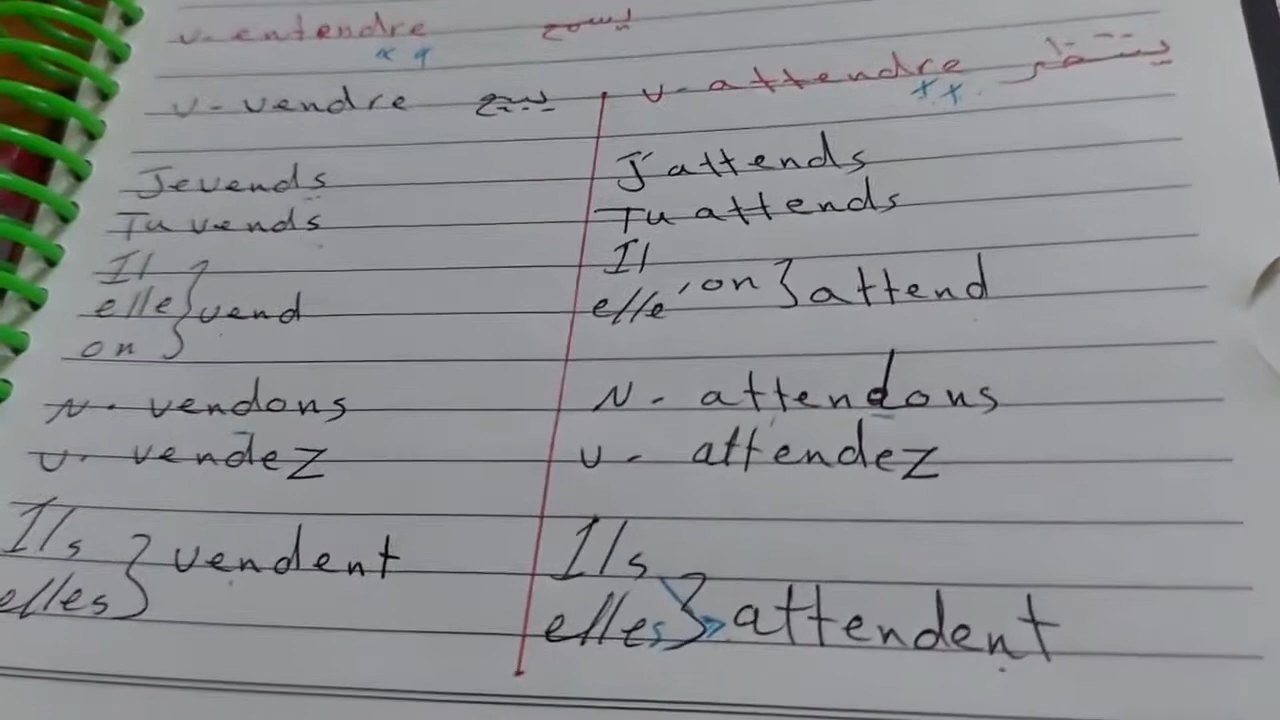 v- entendre يسمع
v- vendre يبيع
Je vends
Tu vends
Il
elle } vend
on
N. vendons
v. vendez
Ils
elles } vendent
v- attendre ينتظر
J'attends
Tu attends
Il
elle, on } attend
N- attendons
v- attendez
Ils
elles } attendent